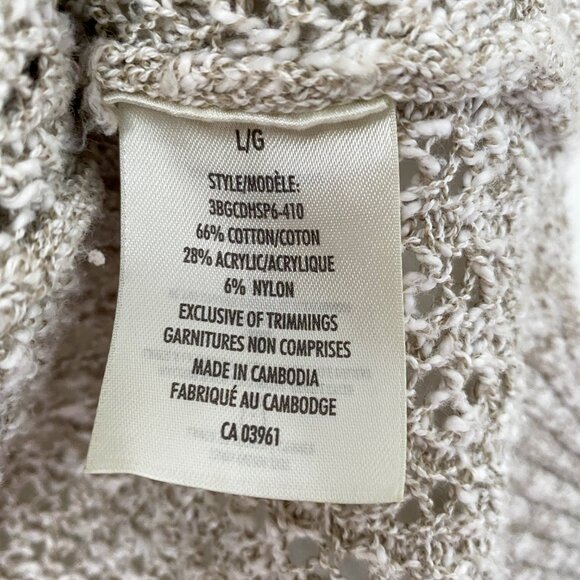 L/G
STYLE/MODÈLE:
3BGCDHSP6-410
66% COTTON/COTON
28% ACRYLIC/ACRYLIQUE
6% NYLON
EXCLUSIVE OF TRIMMINGS
GARNITURES NON COMPRISES
MADE IN CAMBODIA
FABRIQUÉ AU CAMBODGE
CA 03961